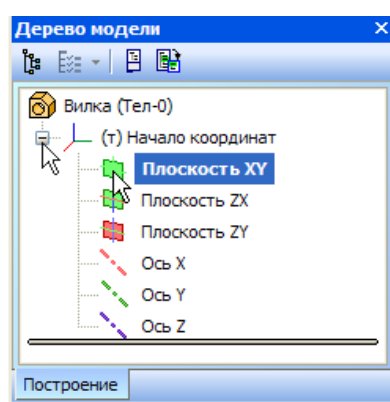 Дерево модели
Вилка (Тел-0)
(т) Начало координат
Плоскость XY
Плоскость ZX
Плоскость ZY
Ось X
Ось Y
Ось Z
Построение